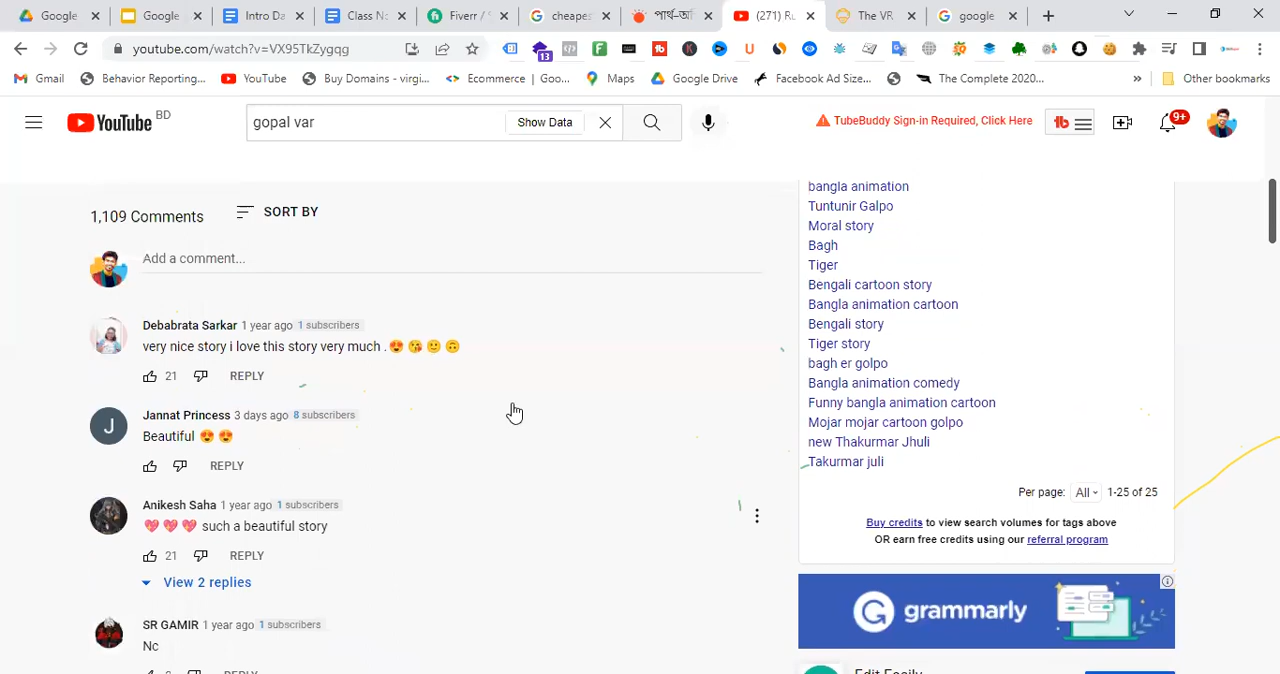 Google
Google
Intro Da
Class No
Fiverr /
cheapes
পার্থ-আ
(271) Ru
The VR
google
youtube.com/watch?v=VX95TkZygqg
13
Gmail
Behavior Reporting...
YouTube
Buy Domains - virgi...
Ecommerce | Goo...
Maps
Google Drive
Facebook Ad Size...
The Complete 2020...
»
Other bookmarks
YouTube BD
gopal var
Show Data
TubeBuddy Sign-in Required, Click Here
tb
9+
1,109 Comments
SORT BY
Add a comment...
Debabrata Sarkar 1 year ago 1 subscribers
very nice story i love this story very much . 😍 😘 🙂 🙃
21 REPLY
Jannat Princess 3 days ago 8 subscribers
J
Beautiful 😍 😍
REPLY
Anikesh Saha 1 year ago 1 subscribers
💖 💖 💖 such a beautiful story
21 REPLY
View 2 replies
SR GAMIR 1 year ago 1 subscribers
Nc
bangla animation
Tuntunir Galpo
Moral story
Bagh
Tiger
Bengali cartoon story
Bangla animation cartoon
Bengali story
Tiger story
bagh er golpo
Bangla animation comedy
Funny bangla animation cartoon
Mojar mojar cartoon golpo
new Thakurmar Jhuli
Takurmar juli
Per page: All 1-25 of 25
Buy credits to view search volumes for tags above
OR earn free credits using our referral program
grammarly
Edit Easily